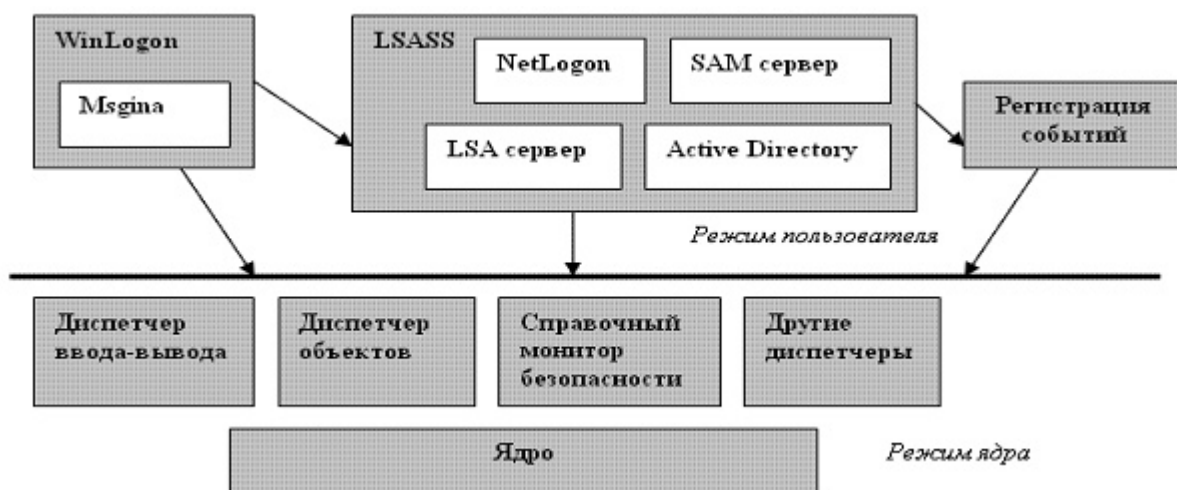 WinLogon
Msgina
LSASS
NetLogon
SAM сервер
LSA сервер
Active Directory
Регистрация
событий
Режим пользователя
Диспетчер
ввода-вывода
Диспетчер
объектов
Справочный
монитор
безопасности
Другие
диспетчеры
Ядро
Режим ядра